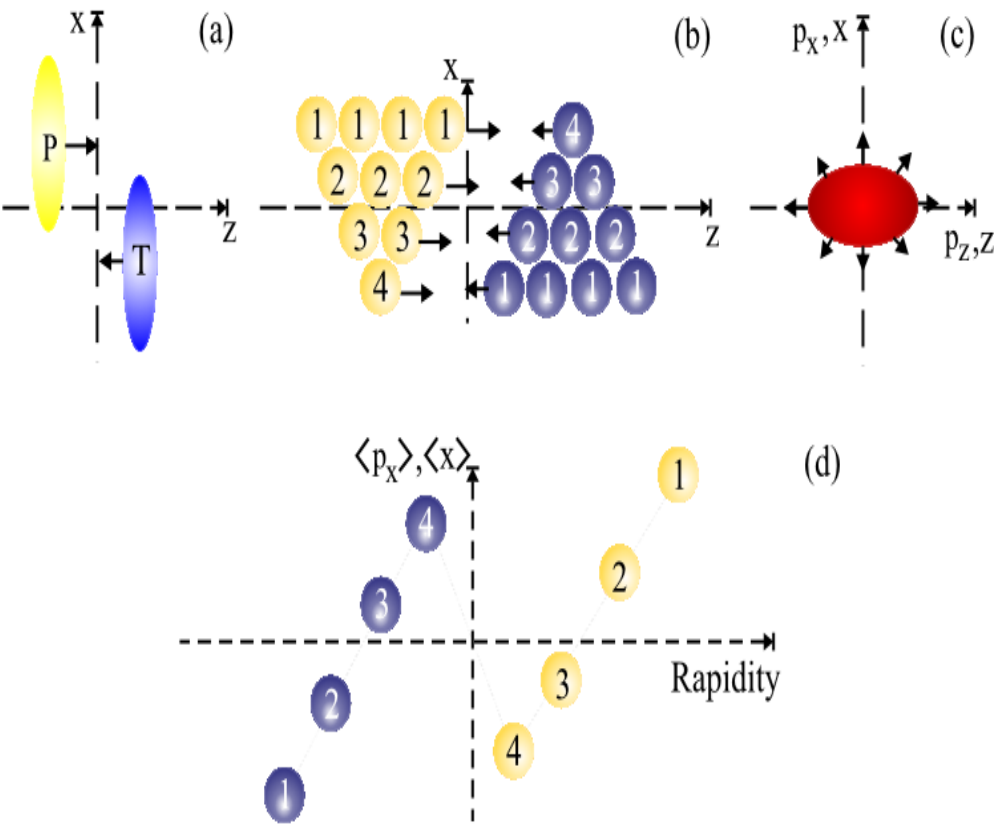 x (a)
P
T
z
(b)
x
1 1 1 1 4
2 2 2 3 3
3 3 2 2 2
4 1 1 1 1
z
(c)
px,x
pz,z
(d)
<px>,<x>
1
4
2
3
3
2
4
1
Rapidity